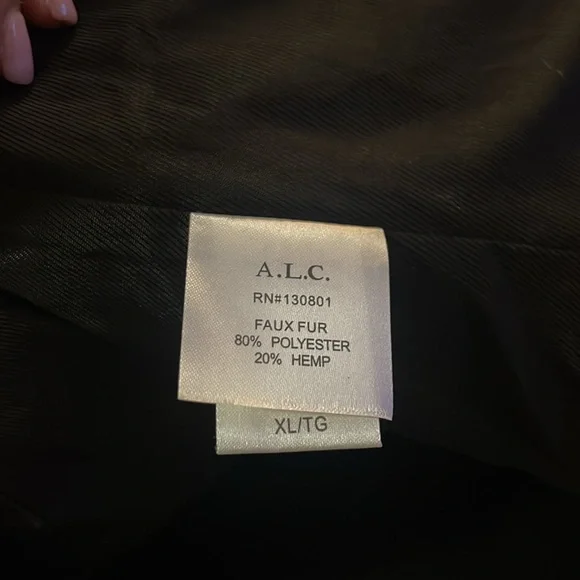 A.L.C.
RN#130801
FAUX FUR
80% POLYESTER
20% HEMP
XL/TG